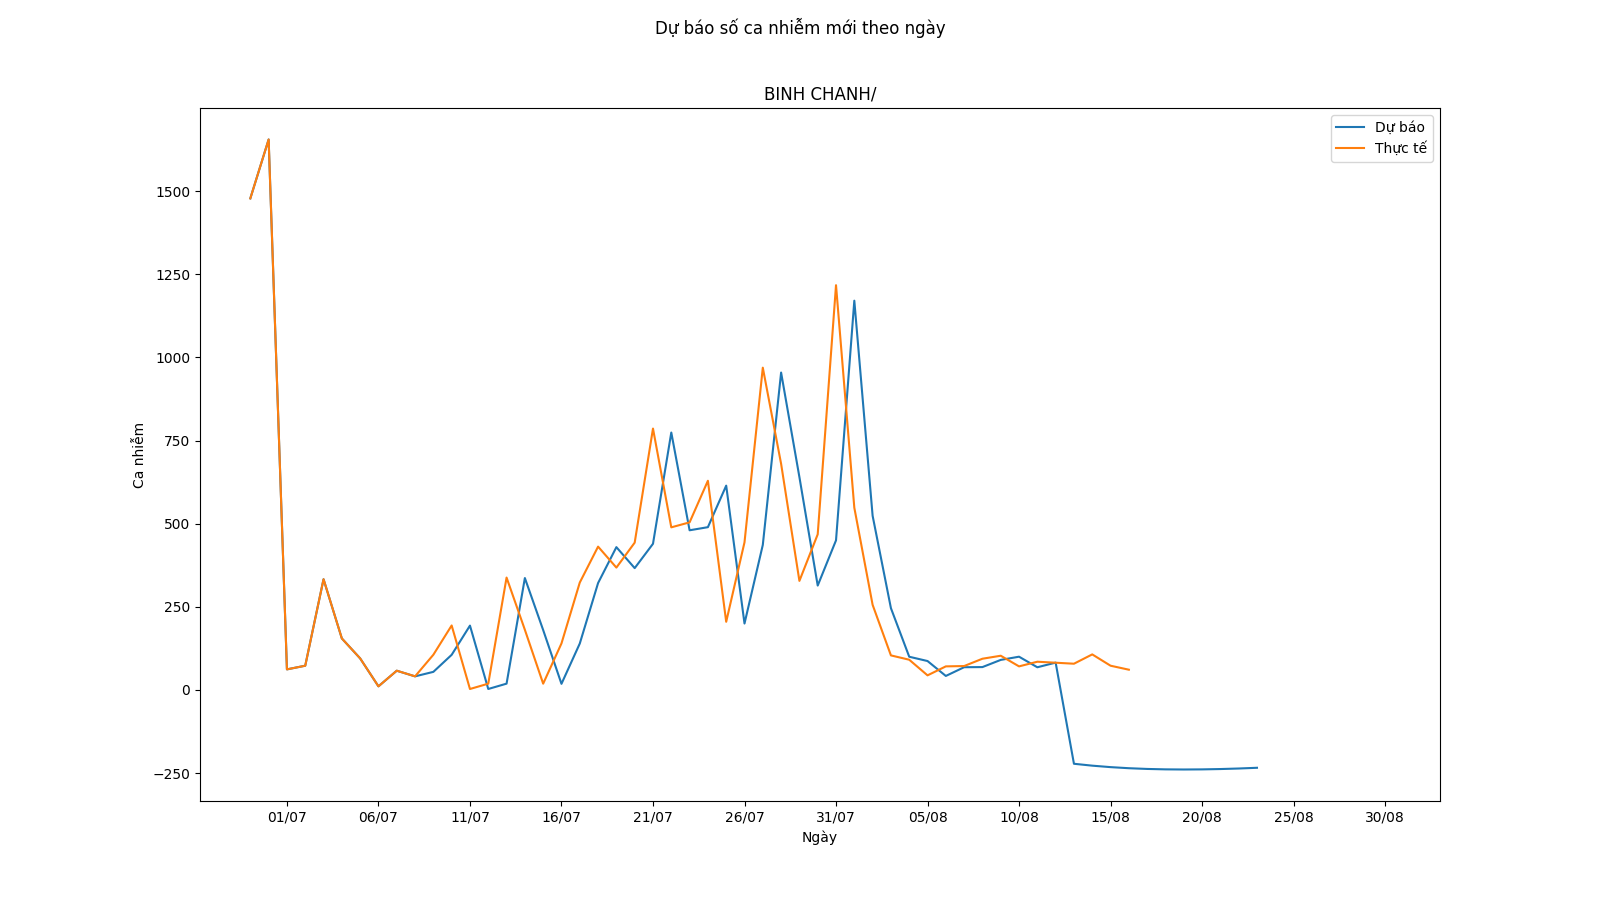 Dự báo số ca nhiễm mới theo ngày
BINH CHANH/
Dự báo
Thực tế
1500
1250
1000
750
500
250
0
−250
Ca nhiễm
01/07 06/07 11/07 16/07 21/07 26/07 31/07 05/08 10/08 15/08 20/08 25/08 30/08
Ngày